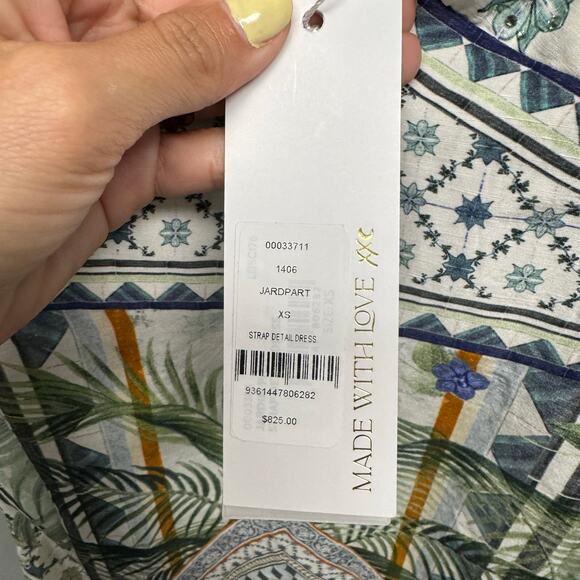 00033711
1406
JARDPART
XS
STRAP DETAIL DRESS
9361447806282
$825.00
MADE WITH LOVE